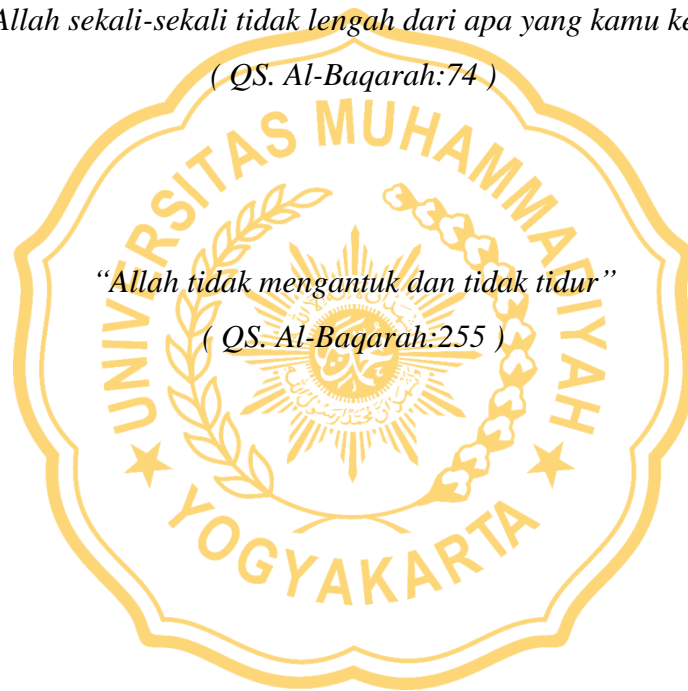 Allah sekali-sekali tidak lengah dari apa yang kamu ke
( QS. Al-Baqarah:74 )
UNIVERSITAS MUHAMMADIYAH
“Allah tidak mengantuk dan tidak tidur”
( QS. Al-Baqarah:255 )
YOGYAKARTA